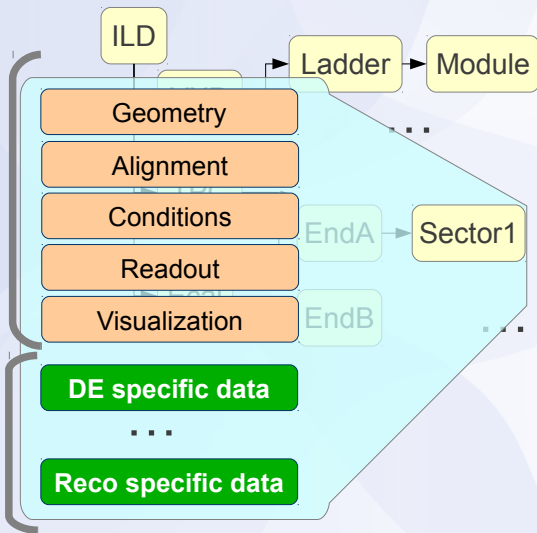 ILD
Ladder
Module
...
Geometry
Alignment
Conditions
Readout
Visualization
EndA
Sector1
EndB
...
DE specific data
...
Reco specific data